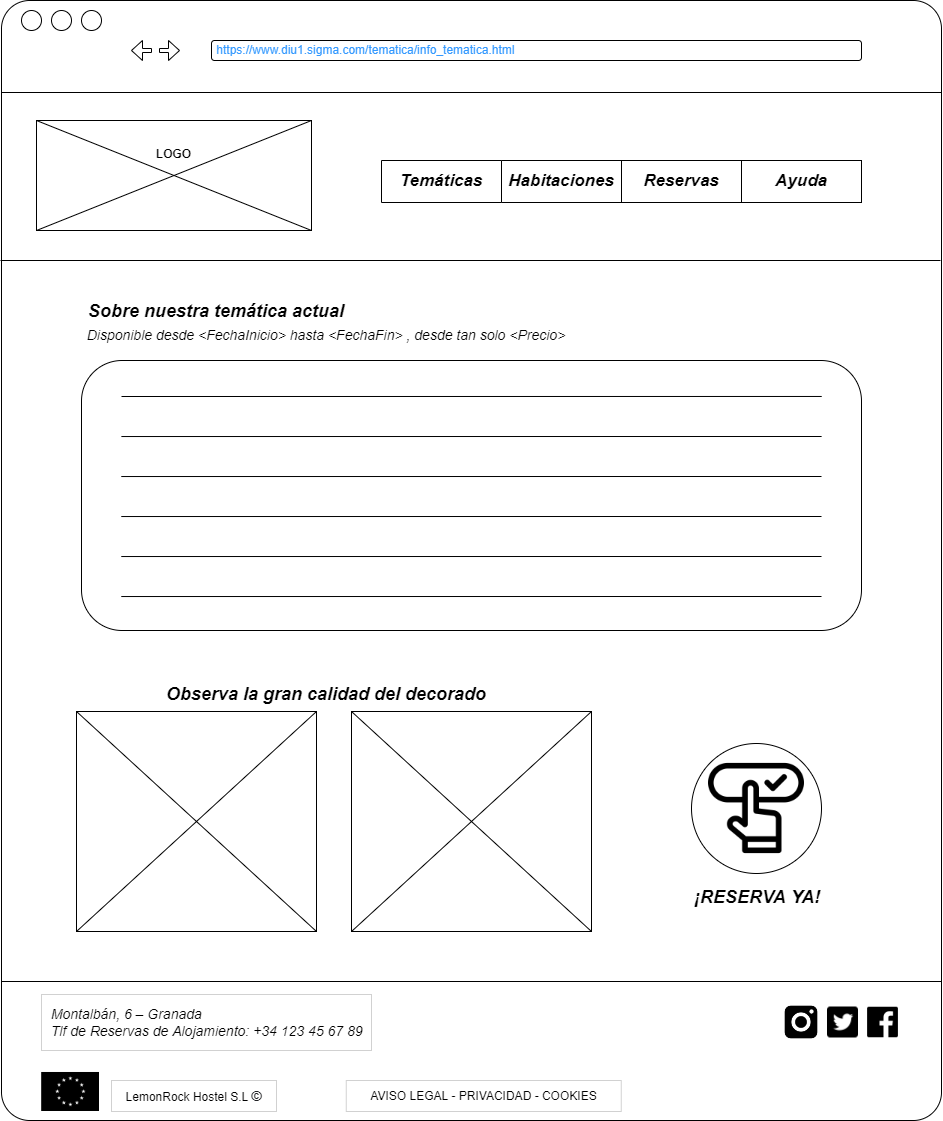 https://www.diu1.sigma.com/tematica/info_tematica.html
LOGO
Temáticas
Habitaciones
Reservas
Ayuda
Sobre nuestra temática actual
Disponible desde <FechaInicio> hasta <FechaFin> , desde tan solo <Precio>
Observa la gran calidad del decorado
¡RESERVA YA!
Montalbán, 6 – Granada
Tlf de Reservas de Alojamiento: +34 123 45 67 89
LemonRock Hostel S.L ©
AVISO LEGAL - PRIVACIDAD - COOKIES